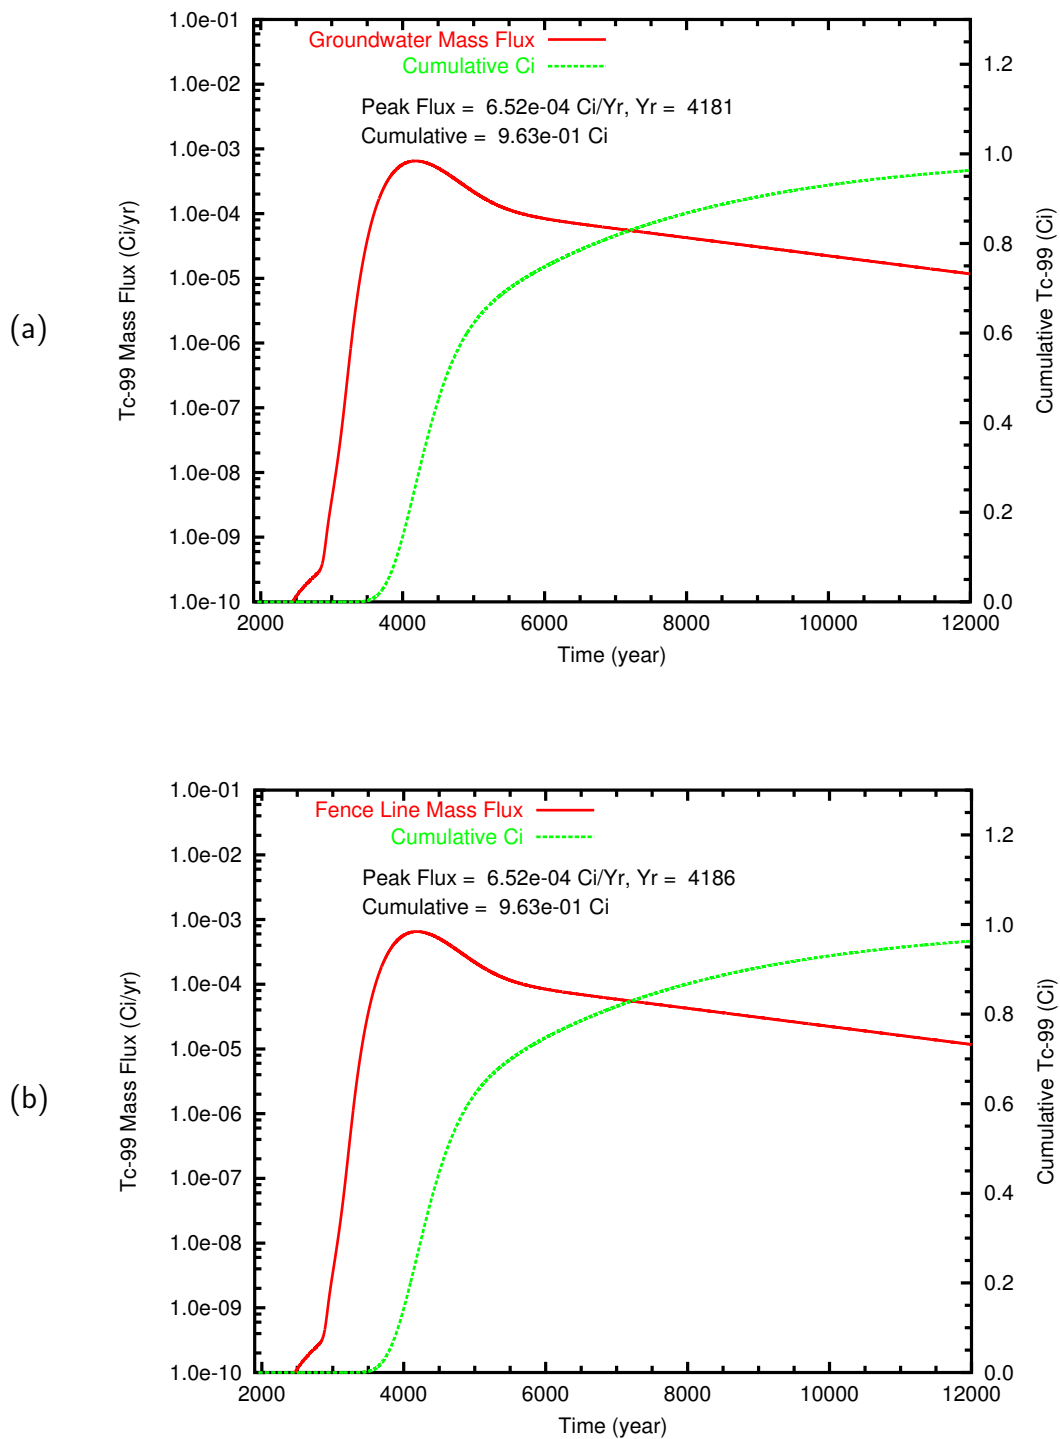 (a)
Tc-99 Mass Flux (Ci/yr)
1.0e-01
1.0e-02
1.0e-03
1.0e-04
1.0e-05
1.0e-06
1.0e-07
1.0e-08
1.0e-09
1.0e-10
Groundwater Mass Flux
Cumulative Ci
Peak Flux = 6.52e-04 Ci/Yr, Yr = 4181
Cumulative = 9.63e-01 Ci
1.2
1.0
0.8
0.6
0.4
0.2
0.0
Cumulative Tc-99 (Ci)
2000 4000 6000 8000 10000 12000
Time (year)
(b)
Tc-99 Mass Flux (Ci/yr)
1.0e-01
1.0e-02
1.0e-03
1.0e-04
1.0e-05
1.0e-06
1.0e-07
1.0e-08
1.0e-09
1.0e-10
Fence Line Mass Flux
Cumulative Ci
Peak Flux = 6.52e-04 Ci/Yr, Yr = 4186
Cumulative = 9.63e-01 Ci
1.2
1.0
0.8
0.6
0.4
0.2
0.0
Cumulative Tc-99 (Ci)
2000 4000 6000 8000 10000 12000
Time (year)